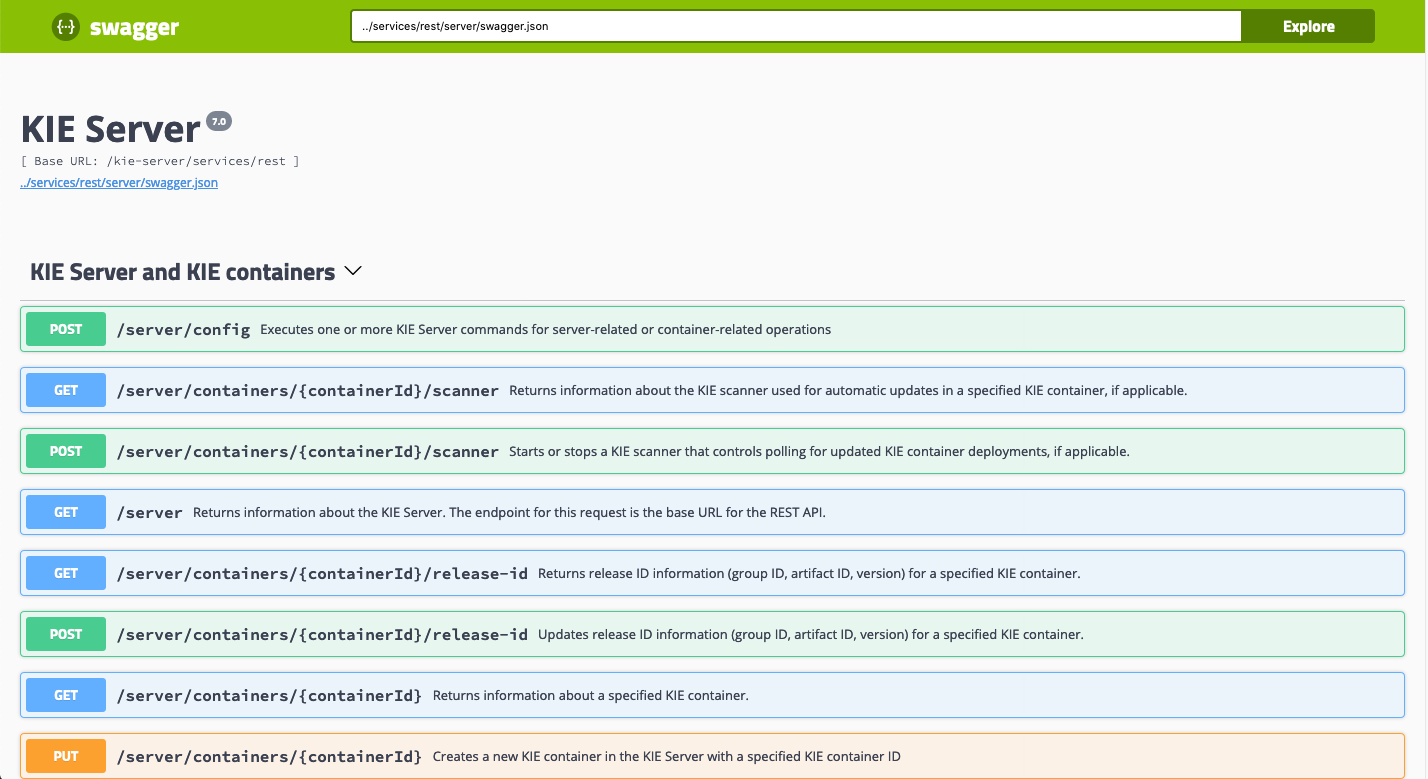 {··} swagger ../services/rest/server/swagger.json Explore
KIE Server 7.0
[ Base URL: /kie-server/services/rest ]
../services/rest/server/swagger.json
KIE Server and KIE containers
POST /server/config Executes one or more KIE Server commands for server-related or container-related operations
GET /server/containers/{containerId}/scanner Returns information about the KIE scanner used for automatic updates in a specified KIE container, if applicable.
POST /server/containers/{containerId}/scanner Starts or stops a KIE scanner that controls polling for updated KIE container deployments, if applicable.
GET /server Returns information about the KIE Server. The endpoint for this request is the base URL for the REST API.
GET /server/containers/{containerId}/release-id Returns release ID information (group ID, artifact ID, version) for a specified KIE container.
POST /server/containers/{containerId}/release-id Updates release ID information (group ID, artifact ID, version) for a specified KIE container.
GET /server/containers/{containerId} Returns information about a specified KIE container.
PUT /server/containers/{containerId} Creates a new KIE container in the KIE Server with a specified KIE container ID